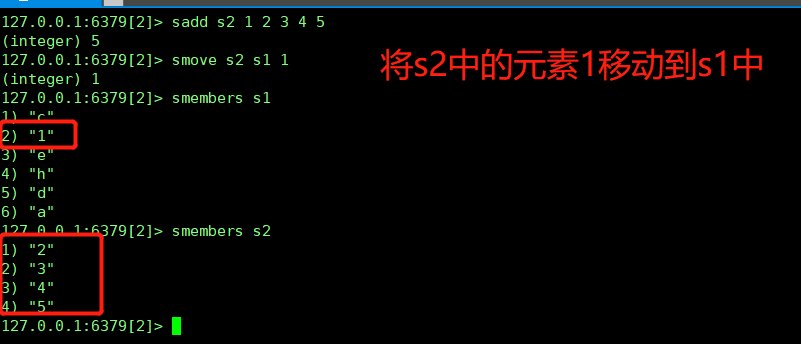 127.0.0.1:6379[2]> sadd s2 1 2 3 4 5
(integer) 5
127.0.0.1:6379[2]> smove s2 s1 1
(integer) 1
将s2中的元素1移动到s1中
127.0.0.1:6379[2]> smembers s1
1) "c"
2) "1"
3) "e"
4) "h"
5) "d"
6) "a"
127.0.0.1:6379[2]> smembers s2
1) "2"
2) "3"
3) "4"
4) "5"
127.0.0.1:6379[2]>